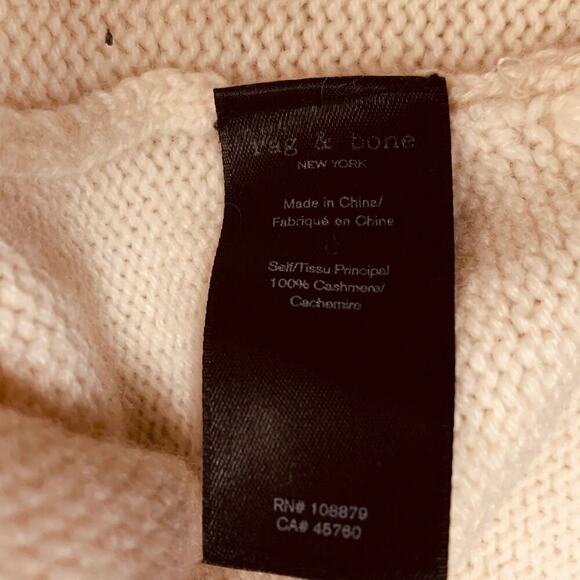 rag & bone
NEW YORK
Made in China/
Fabriqué en Chine
Self/Tissu Principal
100% Cashmere/
Cachemire
RN# 108879
CA# 45760